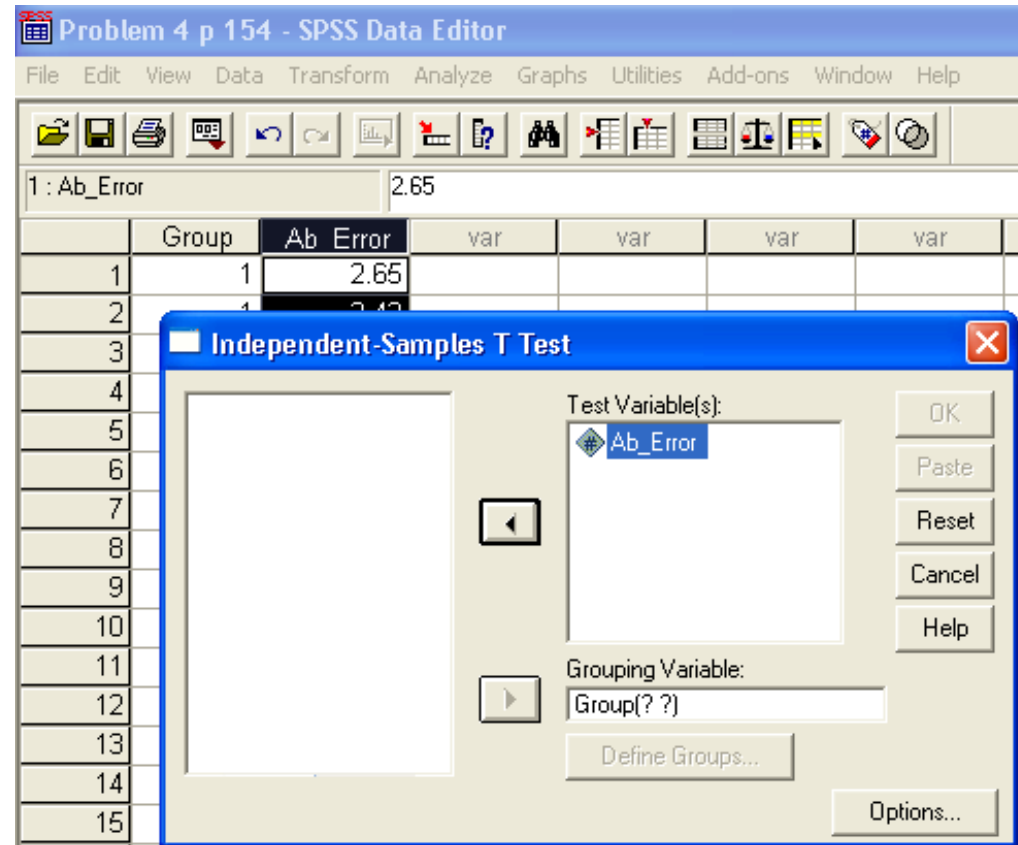 SPSS
Problem 4 p 154 - SPSS Data Editor
File Edit View Data Transform Analyze Graphs Utilities Add-ons Window Help
1 : Ab_Error 2.65
Group Ab_Error var var var var
1 1 2.65
2 1
3
4
5
6
7
8
9
10
11
12
13
14
15
Independent-Samples T Test
Test Variable(s):
# Ab_Error
OK
Paste
Reset
Cancel
Help
Grouping Variable:
Group(? ?)
Define Groups...
Options...